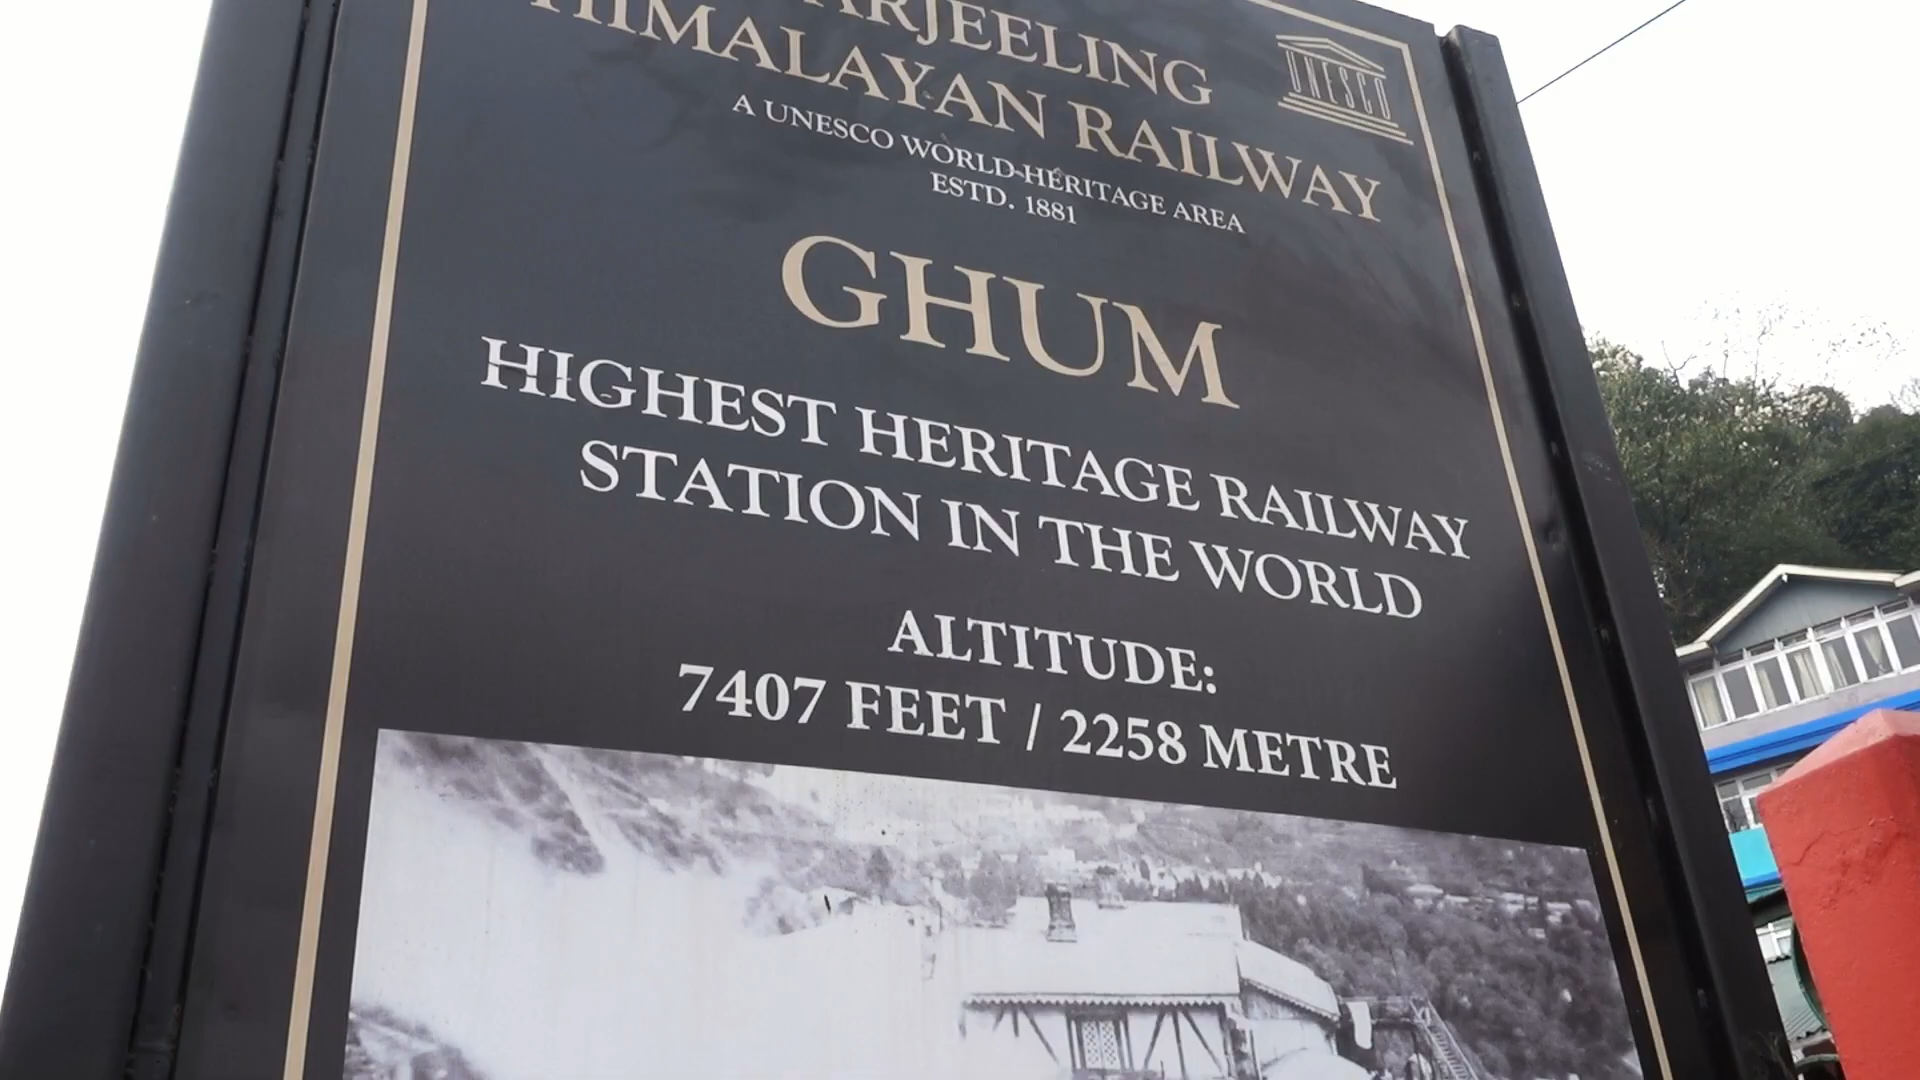 ARJEELING
HIMALAYAN RAILWAY
UNESCO
A UNESCO WORLD HERITAGE AREA
ESTD. 1881
GHUM
HIGHEST HERITAGE RAILWAY
STATION IN THE WORLD
ALTITUDE:
7407 FEET / 2258 METRE